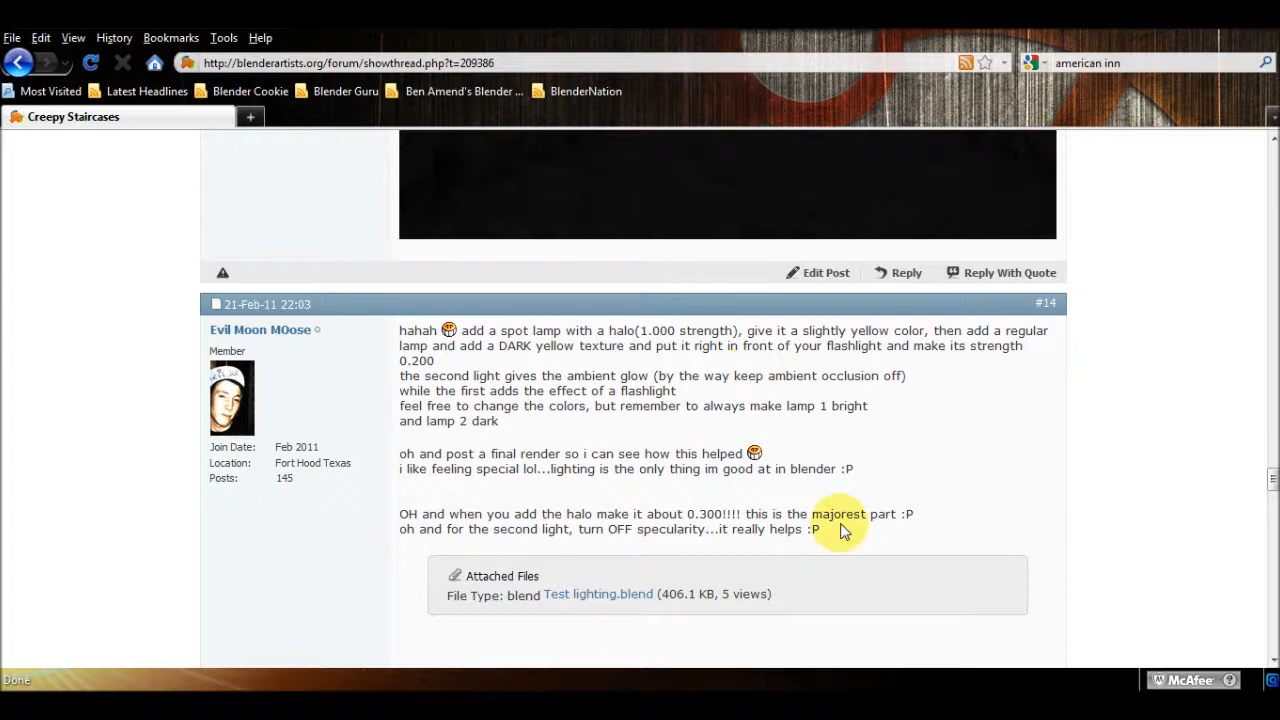 File Edit View History Bookmarks Tools Help
http://blenderartists.org/forum/showthread.php?t=209386
american inn
Most Visited Latest Headlines Blender Cookie Blender Guru Ben Amend's Blender ... BlenderNation
Creepy Staircases
Edit Post Reply Reply With Quote
21-Feb-11 22:03 #14
Evil Moon MOose
Member
Join Date: Feb 2011
Location: Fort Hood Texas
Posts: 145
hahah add a spot lamp with a halo(1.000 strength), give it a slightly yellow color, then add a regular
lamp and add a DARK yellow texture and put it right in front of your flashlight and make its strength
0.200
the second light gives the ambient glow (by the way keep ambient occlusion off)
while the first adds the effect of a flashlight
feel free to change the colors, but remember to always make lamp 1 bright
and lamp 2 dark
oh and post a final render so i can see how this helped
i like feeling special lol...lighting is the only thing im good at in blender :P
OH and when you add the halo make it about 0.300!!!! this is the majorest part :P
oh and for the second light, turn OFF specularity...it really helps :P
Attached Files
File Type: blend Test lighting.blend (406.1 KB, 5 views)
Done
McAfee